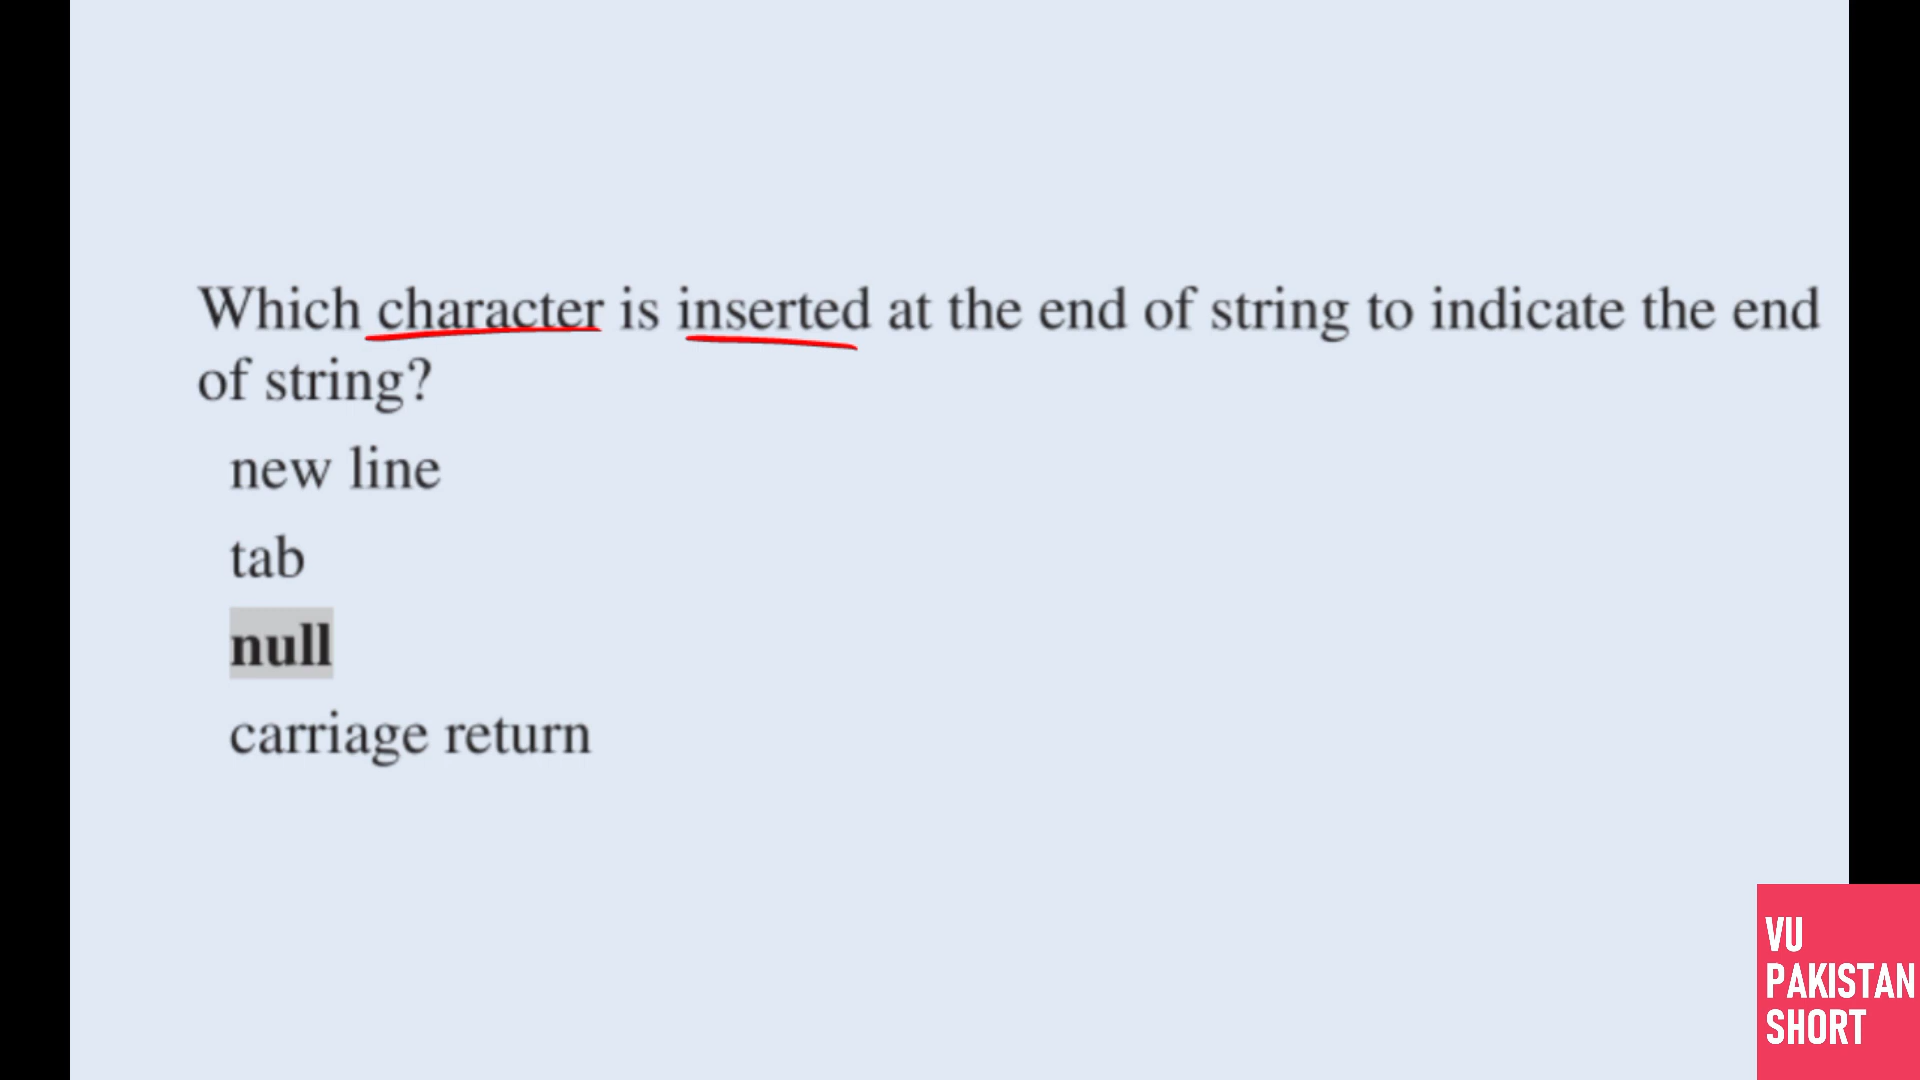 Which character is inserted at the end of string to indicate the end
of string?
new line
tab
null
carriage return
VU
PAKISTAN
SHORT